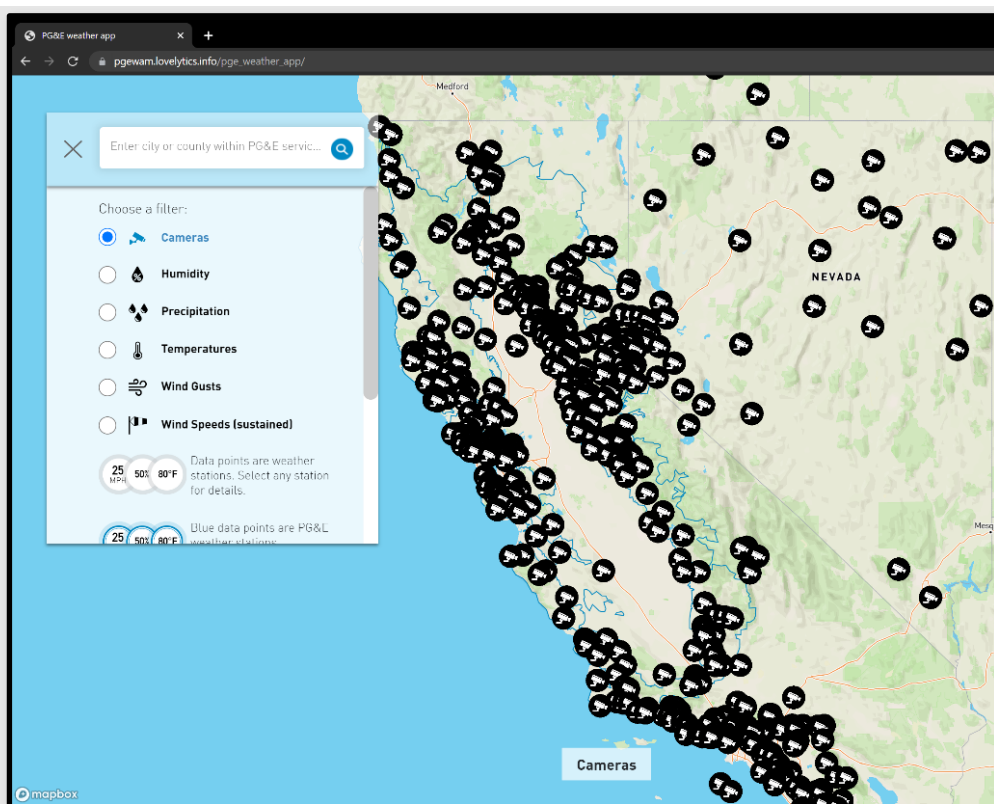 PG&E weather app
pgewam.lovelytics.info/pge_weather_app/
Medford
Enter city or county within PG&E servic...
Choose a filter:
Cameras
Humidity
Precipitation
Temperatures
Wind Gusts
Wind Speeds (sustained)
25 MPH 50% 80°F
Data points are weather
stations. Select any station
for details.
25 50% 80°F
Blue data points are PG&E
weather stations
NEVADA
Mesq
Cameras
mapbox